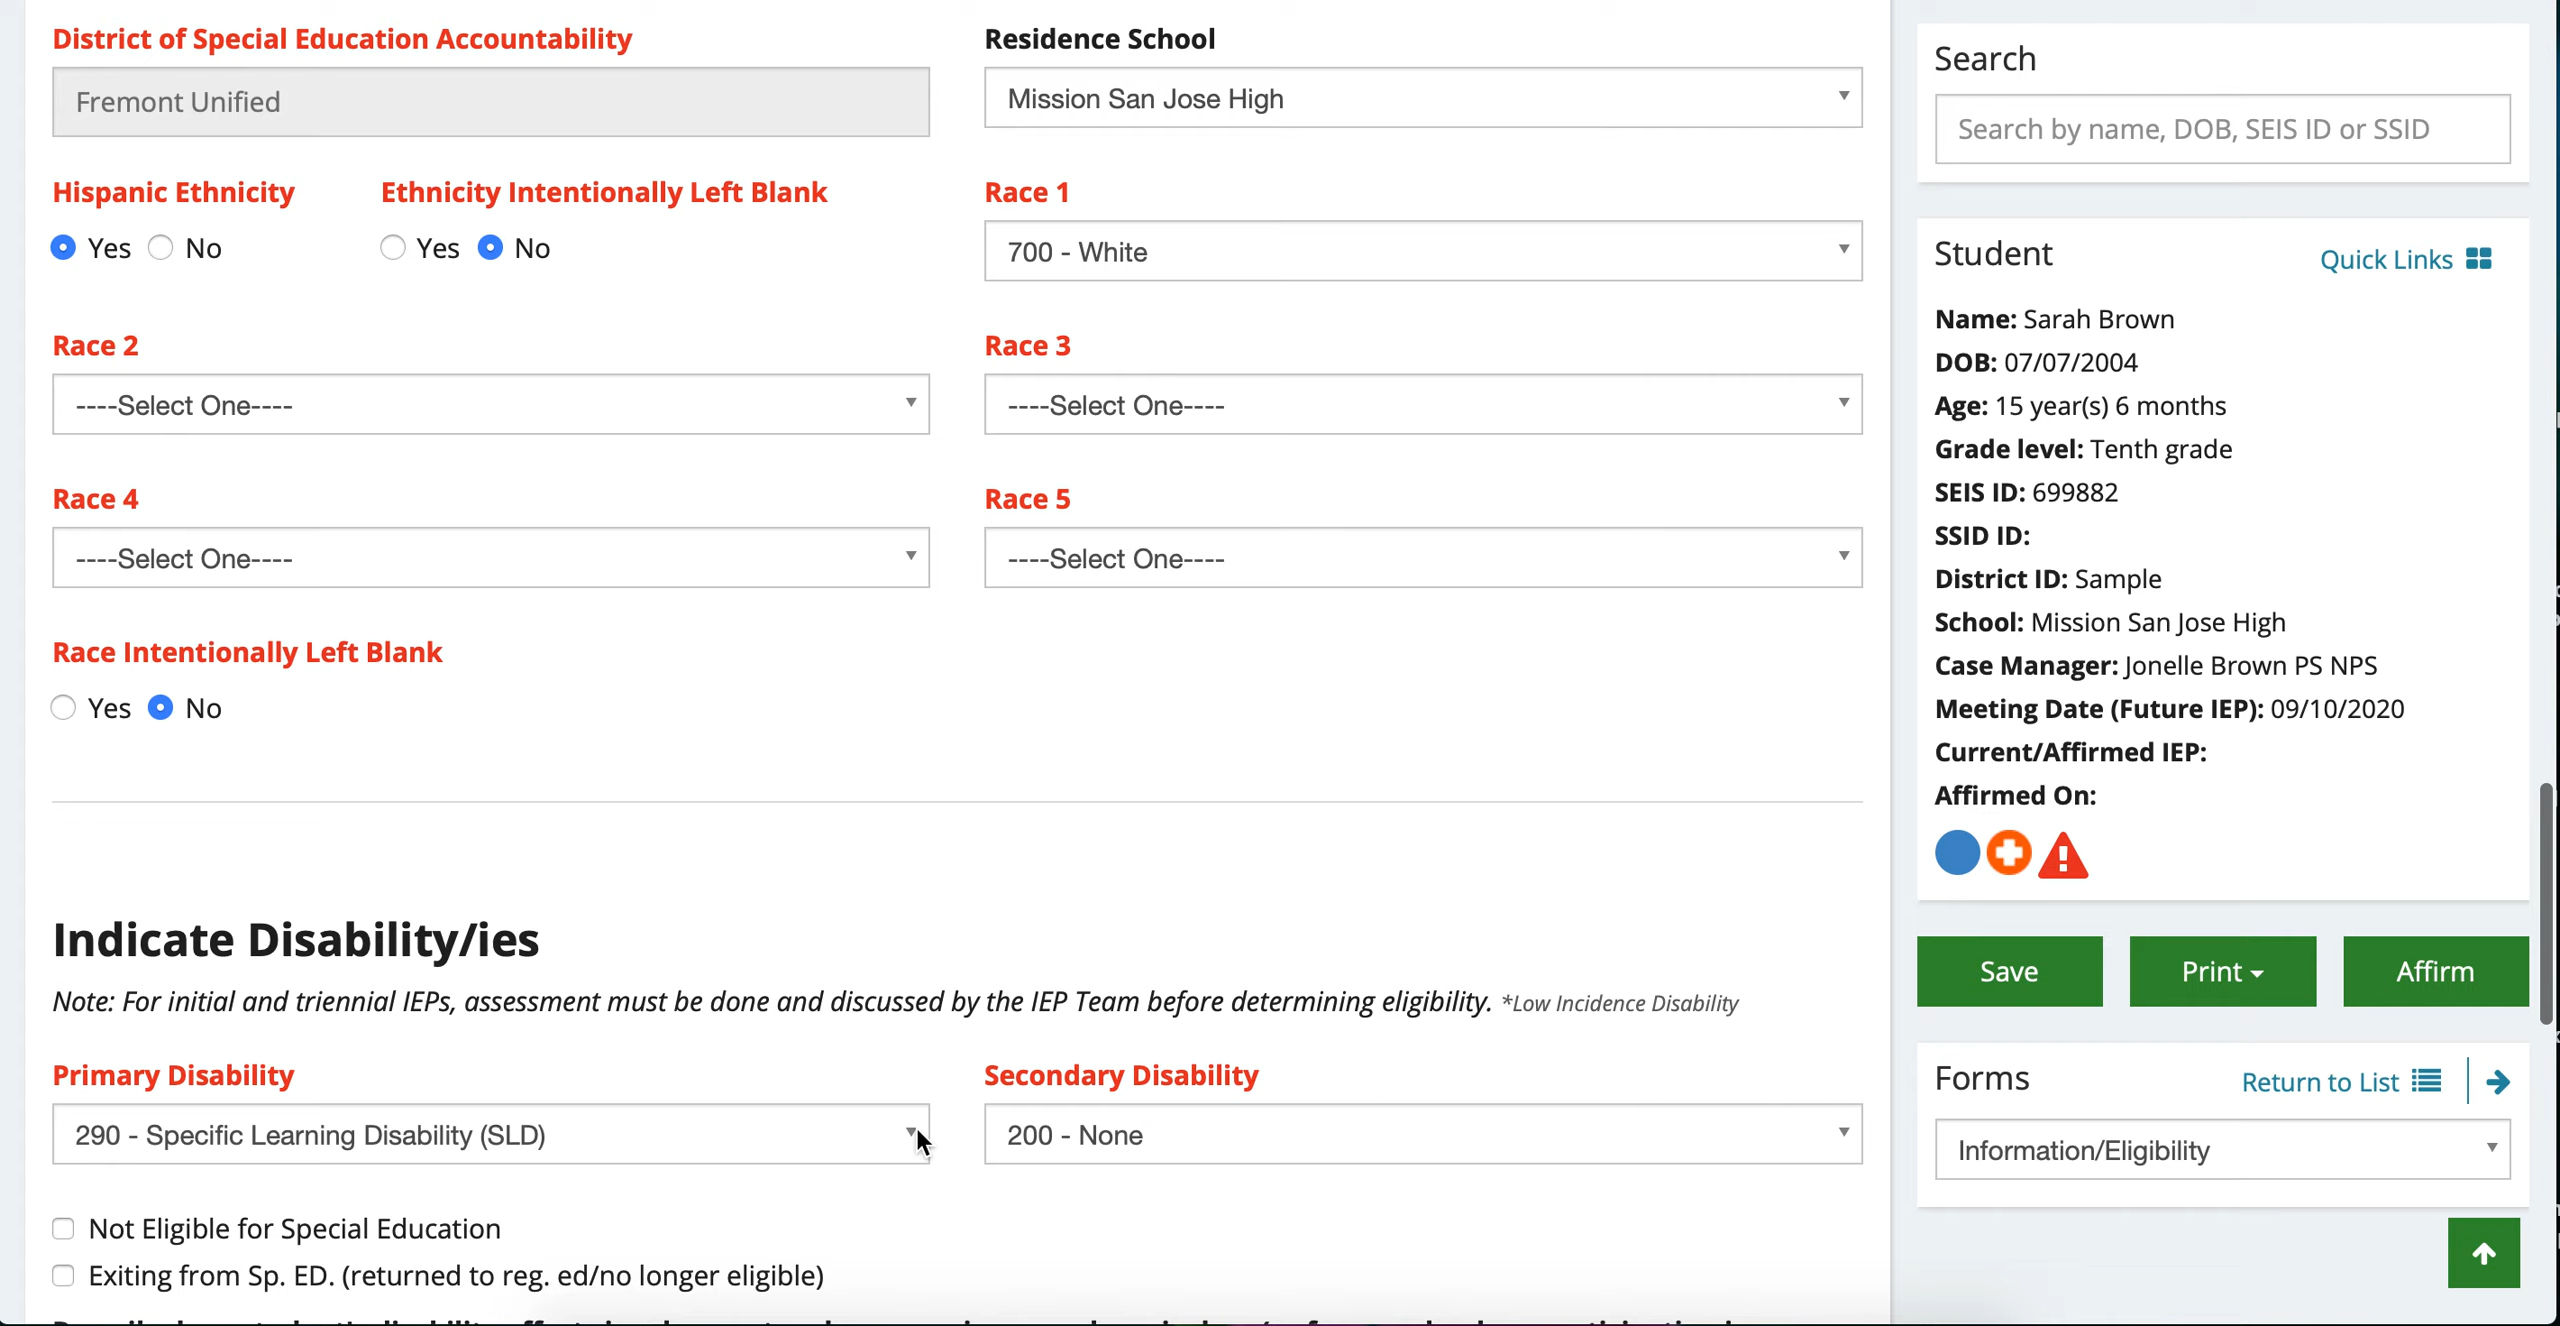 District of Special Education Accountability
Fremont Unified
Residence School
Mission San Jose High
Hispanic Ethnicity
Yes No
Ethnicity Intentionally Left Blank
Yes No
Race 1
700 - White
Race 2
----Select One----
Race 3
----Select One----
Race 4
----Select One----
Race 5
----Select One----
Race Intentionally Left Blank
Yes No
Indicate Disability/ies
Note: For initial and triennial IEPs, assessment must be done and discussed by the IEP Team before determining eligibility. *Low Incidence Disability
Primary Disability
290 - Specific Learning Disability (SLD)
Secondary Disability
200 - None
Not Eligible for Special Education
Exiting from Sp. ED. (returned to reg. ed/no longer eligible)
Search
Search by name, DOB, SEIS ID or SSID
Student
Quick Links
Name: Sarah Brown
DOB: 07/07/2004
Age: 15 year(s) 6 months
Grade level: Tenth grade
SEIS ID: 699882
SSID ID:
District ID: Sample
School: Mission San Jose High
Case Manager: Jonelle Brown PS NPS
Meeting Date (Future IEP): 09/10/2020
Current/Affirmed IEP:
Affirmed On:
Save
Print
Affirm
Forms
Return to List
Information/Eligibility